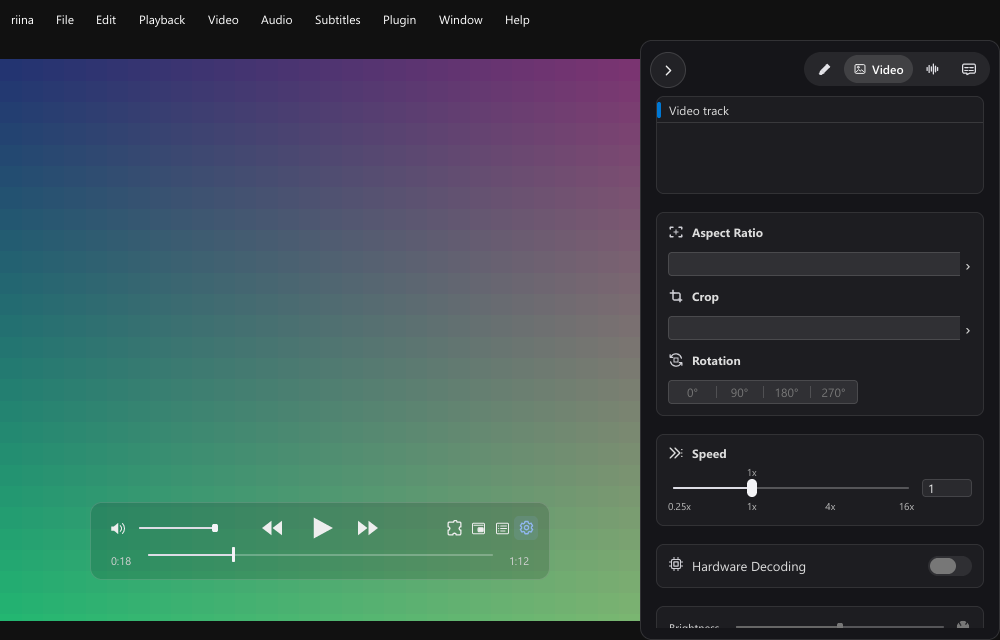 riina File Edit Playback Video Audio Subtitles Plugin Window Help
Video
Video track
Aspect Ratio
Crop
Rotation
0° 90° 180° 270°
Speed
1x
1
0.25x 1x 4x 16x
0:18 1:12
Hardware Decoding
Brightness